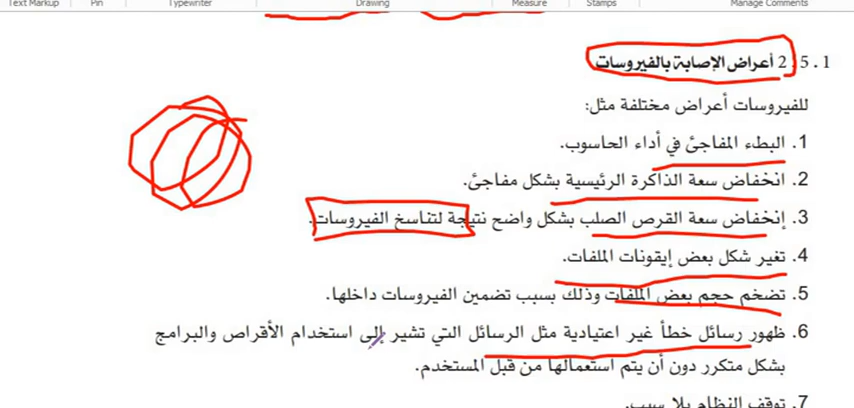 Text Markup Pin Typewriter Drawing Measure Stamps Manage Comments
2.5.1 أعراض الإصابة بالفيروسات
للفيروسات أعراض مختلفة مثل:
1. البطء المفاجئ في أداء الحاسوب.
2. انخفاض سعة الذاكرة الرئيسية بشكل مفاجئ.
3. إنخفاض سعة القرص الصلب بشكل واضح نتيجة لتناسخ الفيروسات.
4. تغير شكل بعض إيقونات الملفات.
5. تضخم حجم بعض الملفات وذلك بسبب تضمين الفيروسات داخلها.
6. ظهور رسائل خطأ غير اعتيادية مثل الرسائل التي تشير إلى استخدام الأقراص والبرامج
بشكل متكرر دون أن يتم استعمالها من قبل المستخدم.
7. توقف النظام بلا سبب.